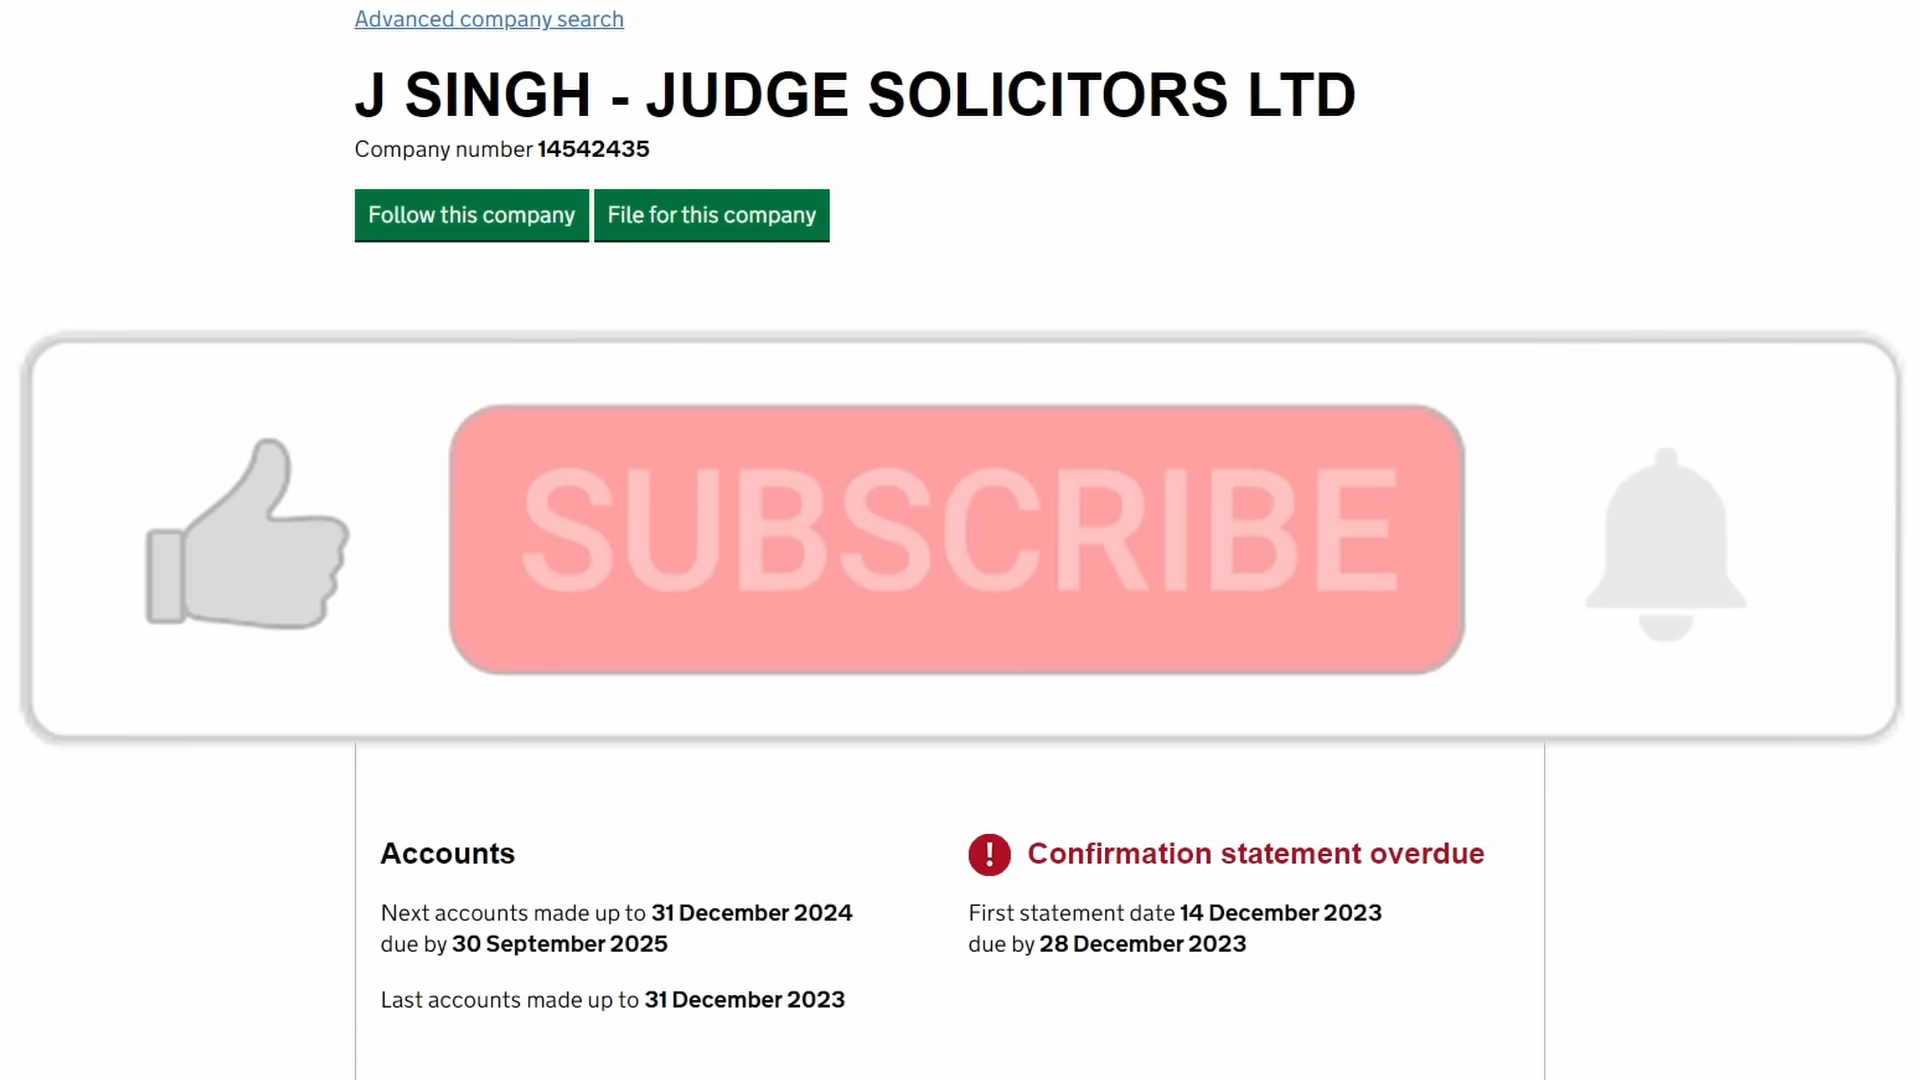 Advanced company search
J SINGH - JUDGE SOLICITORS LTD
Company number 14542435
Follow this company File for this company
SUBSCRIBE
Accounts
! Confirmation statement overdue
Next accounts made up to 31 December 2024
due by 30 September 2025
First statement date 14 December 2023
due by 28 December 2023
Last accounts made up to 31 December 2023